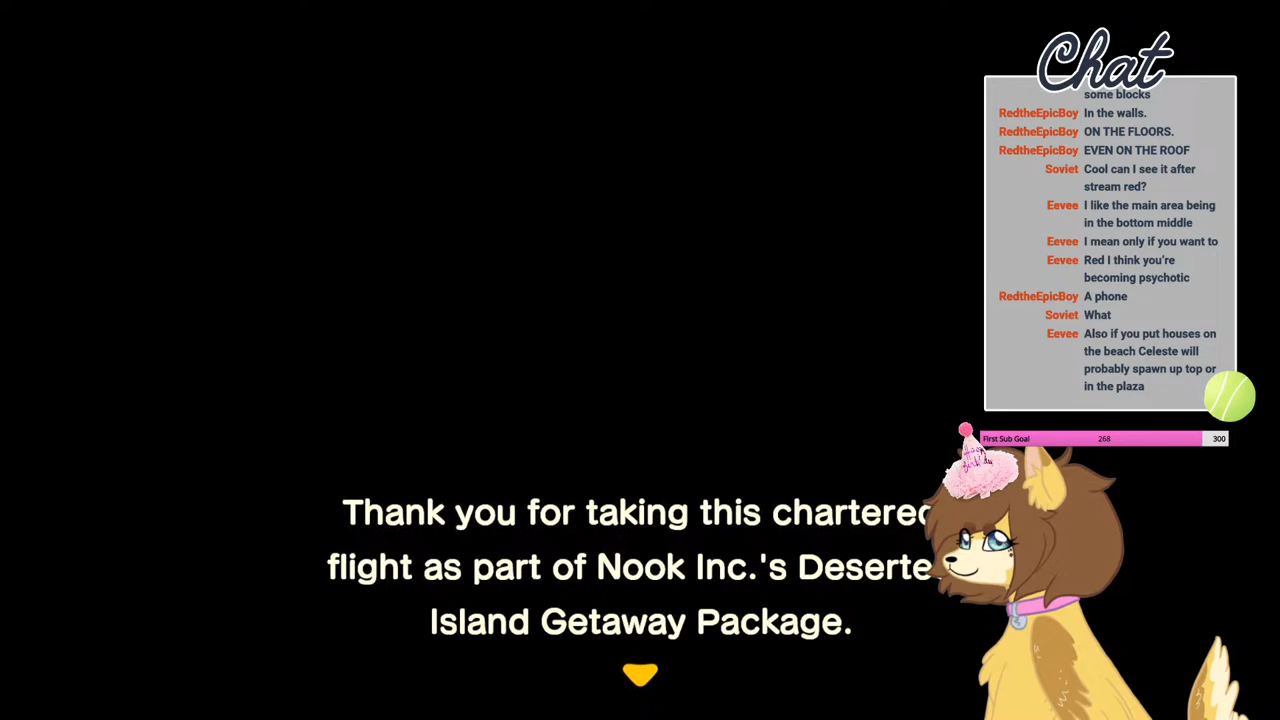 Chat
some blocks
RedtheEpicBoy In the walls.
RedtheEpicBoy ON THE FLOORS.
RedtheEpicBoy EVEN ON THE ROOF
Soviet Cool can I see it after
stream red?
Eevee I like the main area being
in the bottom middle
Eevee I mean only if you want to
Eevee Red I think you're
becoming psychotic
RedtheEpicBoy A phone
Soviet What
Eevee Also if you put houses on
the beach Celeste will
probably spawn up top or
in the plaza
First Sub Goal 268 300
Thank you for taking this chartered
flight as part of Nook Inc.'s Deserte
Island Getaway Package.